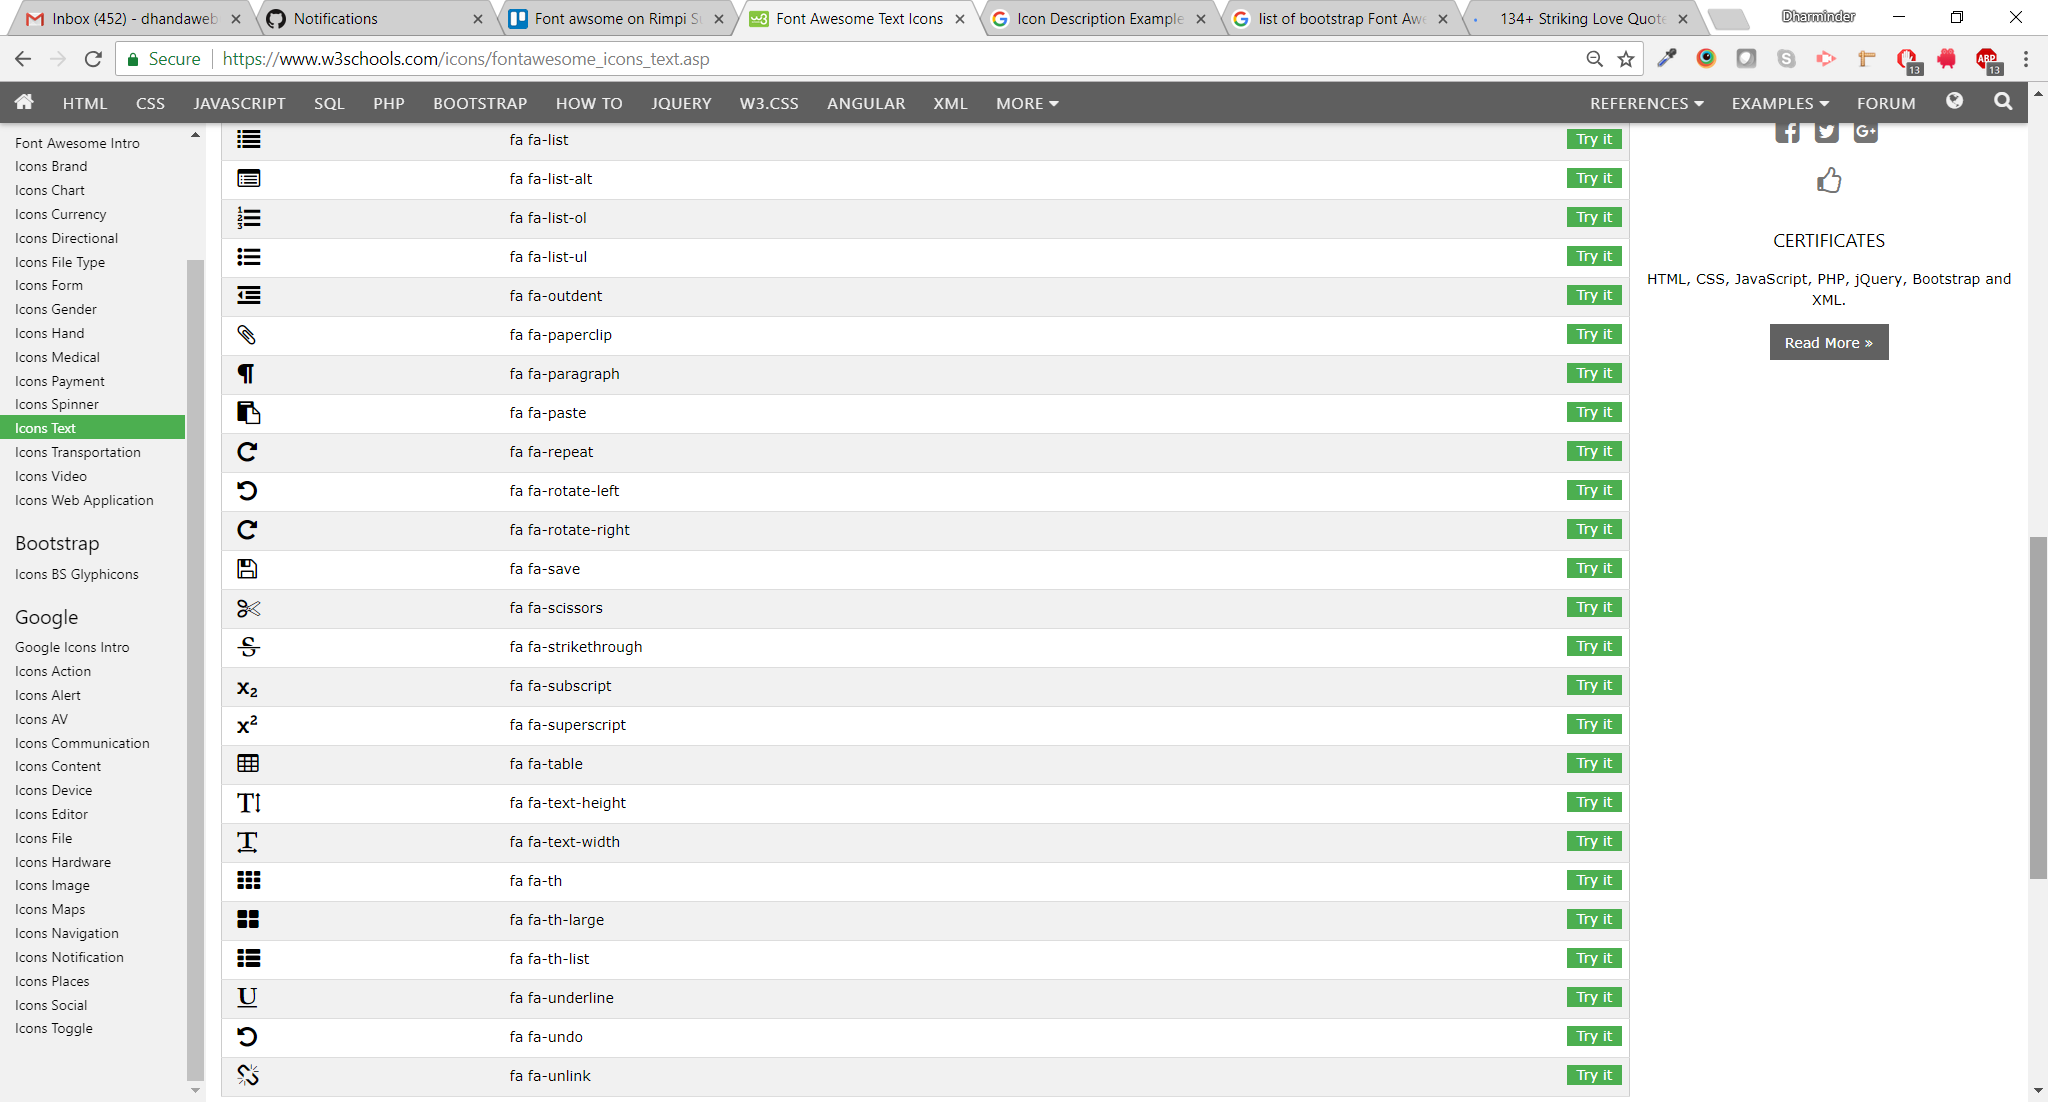 Inbox (452) - dhandaweb
Notifications
Font awsome on Rimpi Su
Font Awesome Text Icons
Icon Description Example
list of bootstrap Font Awe
134+ Striking Love Quote
Dharminder
Secure
https://www.w3schools.com/icons/fontawesome_icons_text.asp
13
ABP
13
HTML
CSS
JAVASCRIPT
SQL
PHP
BOOTSTRAP
HOW TO
JQUERY
W3.CSS
ANGULAR
XML
MORE
REFERENCES
EXAMPLES
FORUM
Font Awesome Intro
Icons Brand
Icons Chart
Icons Currency
Icons Directional
Icons File Type
Icons Form
Icons Gender
Icons Hand
Icons Medical
Icons Payment
Icons Spinner
Icons Text
Icons Transportation
Icons Video
Icons Web Application
Bootstrap
Icons BS Glyphicons
Google
Google Icons Intro
Icons Action
Icons Alert
Icons AV
Icons Communication
Icons Content
Icons Device
Icons Editor
Icons File
Icons Hardware
Icons Image
Icons Maps
Icons Navigation
Icons Notification
Icons Places
Icons Social
Icons Toggle
fa fa-list Try it
fa fa-list-alt Try it
fa fa-list-ol Try it
fa fa-list-ul Try it
fa fa-outdent Try it
fa fa-paperclip Try it
fa fa-paragraph Try it
fa fa-paste Try it
fa fa-repeat Try it
fa fa-rotate-left Try it
fa fa-rotate-right Try it
fa fa-save Try it
fa fa-scissors Try it
fa fa-strikethrough Try it
fa fa-subscript Try it
fa fa-superscript Try it
fa fa-table Try it
fa fa-text-height Try it
fa fa-text-width Try it
fa fa-th Try it
fa fa-th-large Try it
fa fa-th-list Try it
fa fa-underline Try it
fa fa-undo Try it
fa fa-unlink Try it
CERTIFICATES
HTML, CSS, JavaScript, PHP, jQuery, Bootstrap and
XML.
Read More »